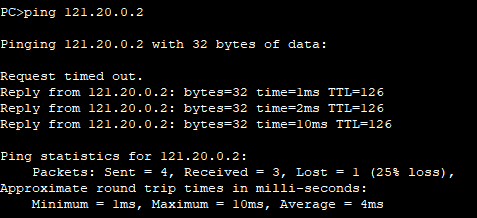 PC>ping 121.20.0.2
Pinging 121.20.0.2 with 32 bytes of data:
Request timed out.
Reply from 121.20.0.2: bytes=32 time=1ms TTL=126
Reply from 121.20.0.2: bytes=32 time=2ms TTL=126
Reply from 121.20.0.2: bytes=32 time=10ms TTL=126
Ping statistics for 121.20.0.2:
Packets: Sent = 4, Received = 3, Lost = 1 (25% loss),
Approximate round trip times in milli-seconds:
Minimum = 1ms, Maximum = 10ms, Average = 4ms